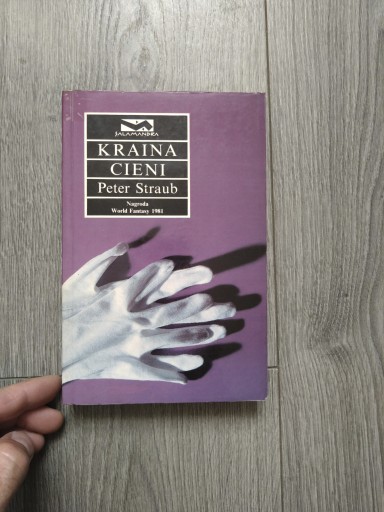 SALAMANDRA
KRAINA
CIENI
Peter Straub
Nagroda
World Fantasy 1981